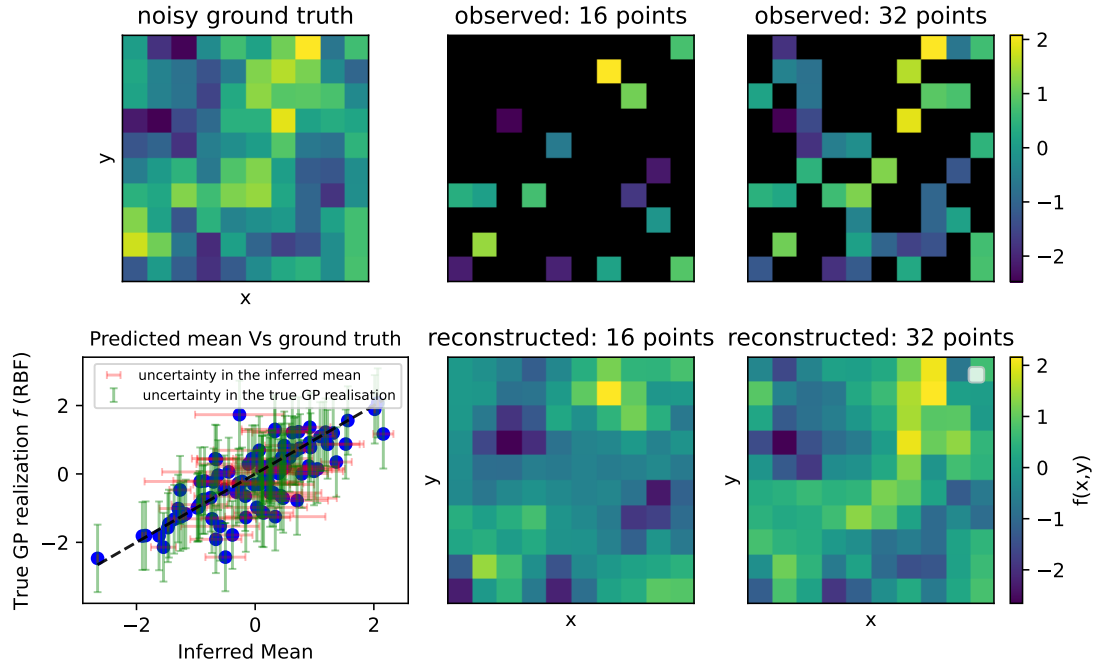 noisy ground truth
observed: 16 points
observed: 32 points
y
x
2
1
0
−1
−2
Predicted mean Vs ground truth
reconstructed: 16 points
reconstructed: 32 points
uncertainty in the inferred mean
uncertainty in the true GP realisation
True GP realization f (RBF)
2
0
−2
−2
0
2
Inferred Mean
y
x
y
x
2
1
0
−1
−2
f(x,y)